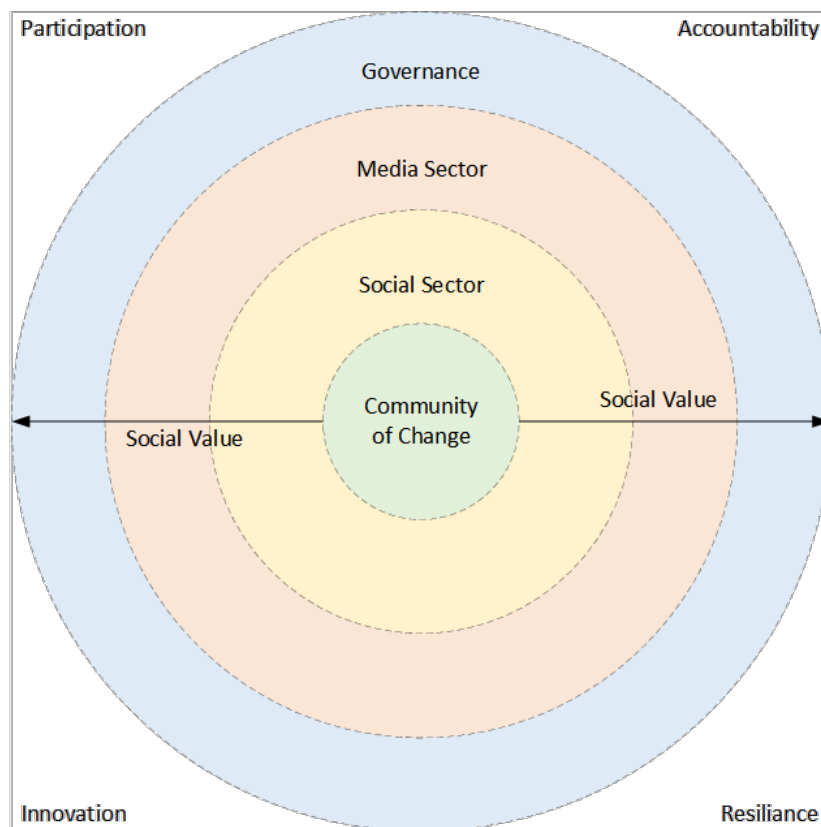 Participation
Accountability
Governance
Media Sector
Social Sector
Community
of Change
Social Value
Social Value
Innovation
Resiliance